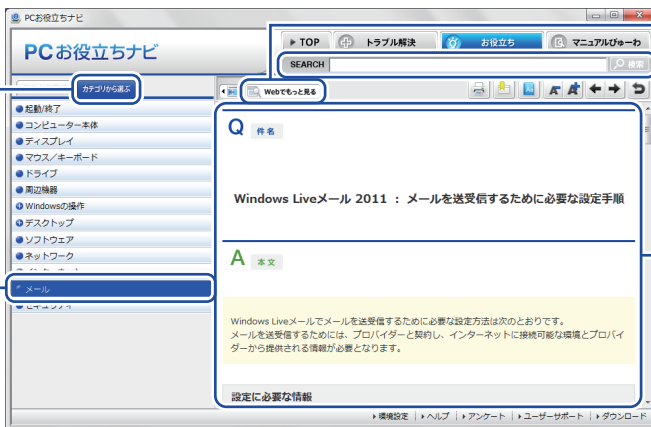 PCお役立ちナビ
PCお役立ちナビ
TOP
トラブル解決
お役立ち
マニュアルびゅーわ
SEARCH
検索
カテゴリから選ぶ
Webでもっと見る
起動/終了
コンピューター本体
ディスプレイ
マウス/キーボード
ドライブ
周辺機器
Windowsの操作
デスクトップ
ソフトウェア
ネットワーク
メール
セキュリティ
Q 件名
Windows Liveメール 2011 : メールを送受信するために必要な設定手順
A 本文
Windows Liveメールでメールを送受信するために必要な設定方法は次のとおりです。
メールを送受信するためには、プロバイダーと契約し、インターネットに接続可能な環境とプロバイ
ダーから提供される情報が必要となります。
設定に必要な情報
環境設定 | ヘルプ | アンケート | ユーザーサポート | ダウンロード